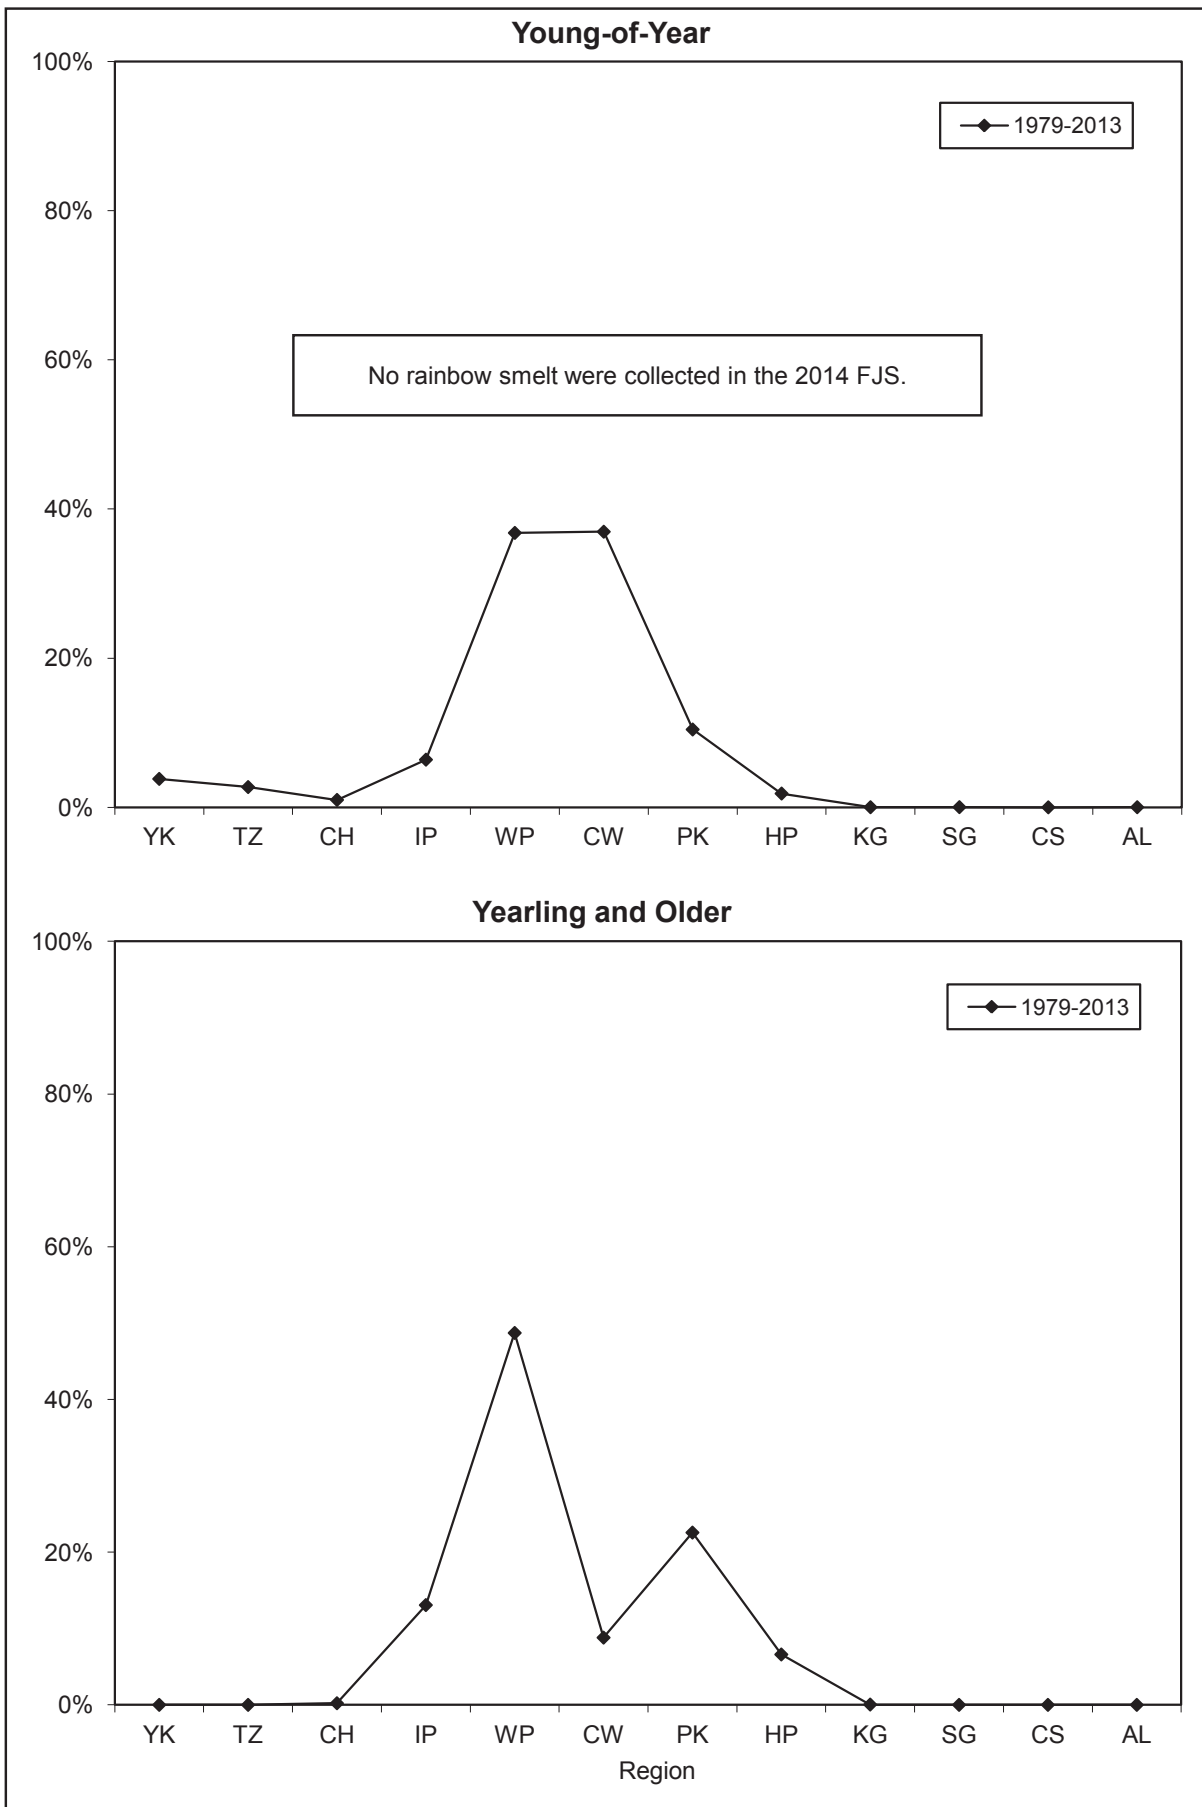 Young-of-Year
100%
1979-2013
80%
60%
No rainbow smelt were collected in the 2014 FJS.
40%
20%
0%
YK TZ CH IP WP CW PK HP KG SG CS AL
Yearling and Older
100%
1979-2013
80%
60%
40%
20%
0%
YK TZ CH IP WP CW PK HP KG SG CS AL
Region